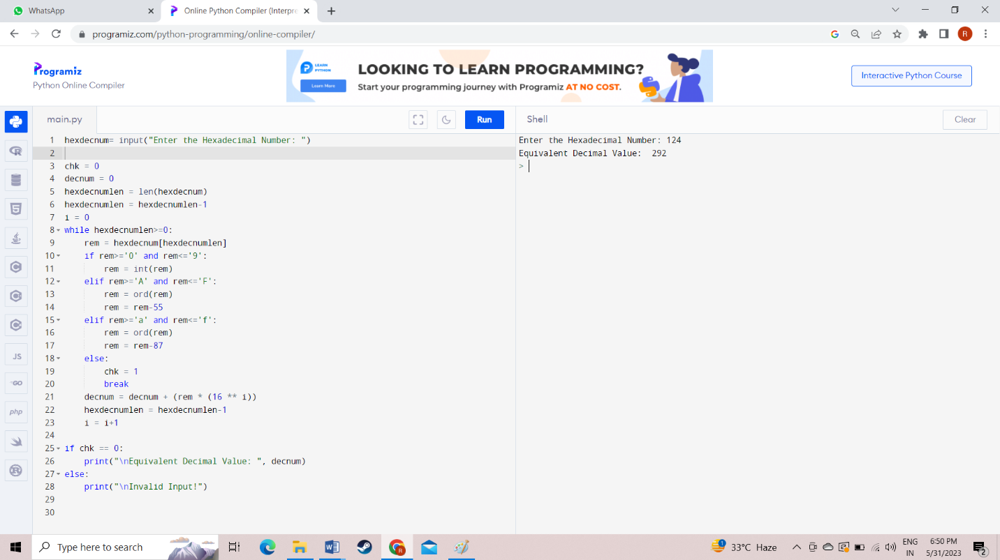 WhatsApp
Online Python Compiler (Interpre
programiz.com/python-programming/online-compiler/
R
Programiz
Python Online Compiler
LEARN PYTHON
Learn More
LOOKING TO LEARN PROGRAMMING?
Start your programming journey with Programiz AT NO COST.
Interactive Python Course
main.py
Run
Shell
Clear
1 hexdecnum= input("Enter the Hexadecimal Number: ")
2
3 chk = 0
4 decnum = 0
5 hexdecnumlen = len(hexdecnum)
6 hexdecnumlen = hexdecnumlen-1
7 i = 0
8 while hexdecnumlen>=0:
9     rem = hexdecnum[hexdecnumlen]
10     if rem>='0' and rem<='9':
11         rem = int(rem)
12     elif rem>='A' and rem<='F':
13         rem = ord(rem)
14         rem = rem-55
15     elif rem>='a' and rem<='f':
16         rem = ord(rem)
17         rem = rem-87
18     else:
19         chk = 1
20         break
21     decnum = decnum + (rem * (16 ** i))
22     hexdecnumlen = hexdecnumlen-1
23     i = i+1
24
25 if chk == 0:
26     print("\nEquivalent Decimal Value: ", decnum)
27 else:
28     print("\nInvalid Input!")
29
30
Enter the Hexadecimal Number: 124
Equivalent Decimal Value:  292
>
R
JS
GO
php
R
Type here to search
1
33°C Haze
ENG
IN
6:50 PM
5/31/2023
2